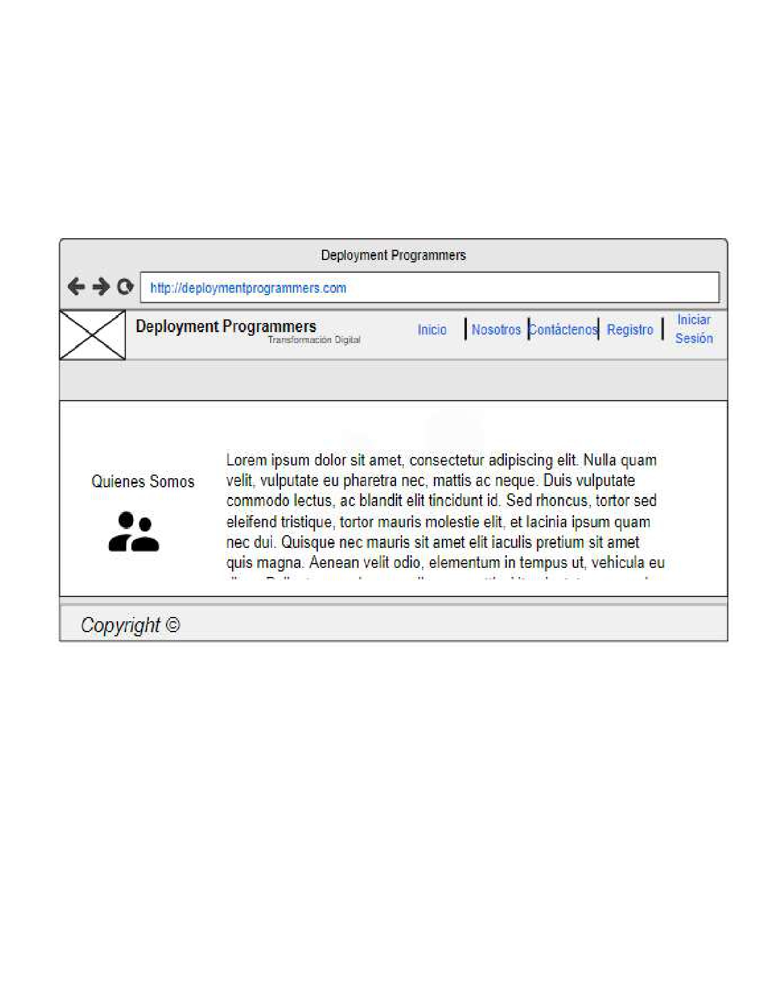 Deployment Programmers
http://deploymentprogrammers.com
Deployment Programmers
Transformación Digital
Inicio
Nosotros
Contáctenos
Registro
Iniciar
Sesión
Quienes Somos
Lorem ipsum dolor sit amet, consectetur adipiscing elit. Nulla quam
velit, vulputate eu pharetra nec, mattis ac neque. Duis vulputate
commodo lectus, ac blandit elit tincidunt id. Sed rhoncus, tortor sed
eleifend tristique, tortor mauris molestie elit, et lacinia ipsum quam
nec dui. Quisque nec mauris sit amet elit iaculis pretium sit amet
quis magna. Aenean velit odio, elementum in tempus ut, vehicula eu
Copyright ©